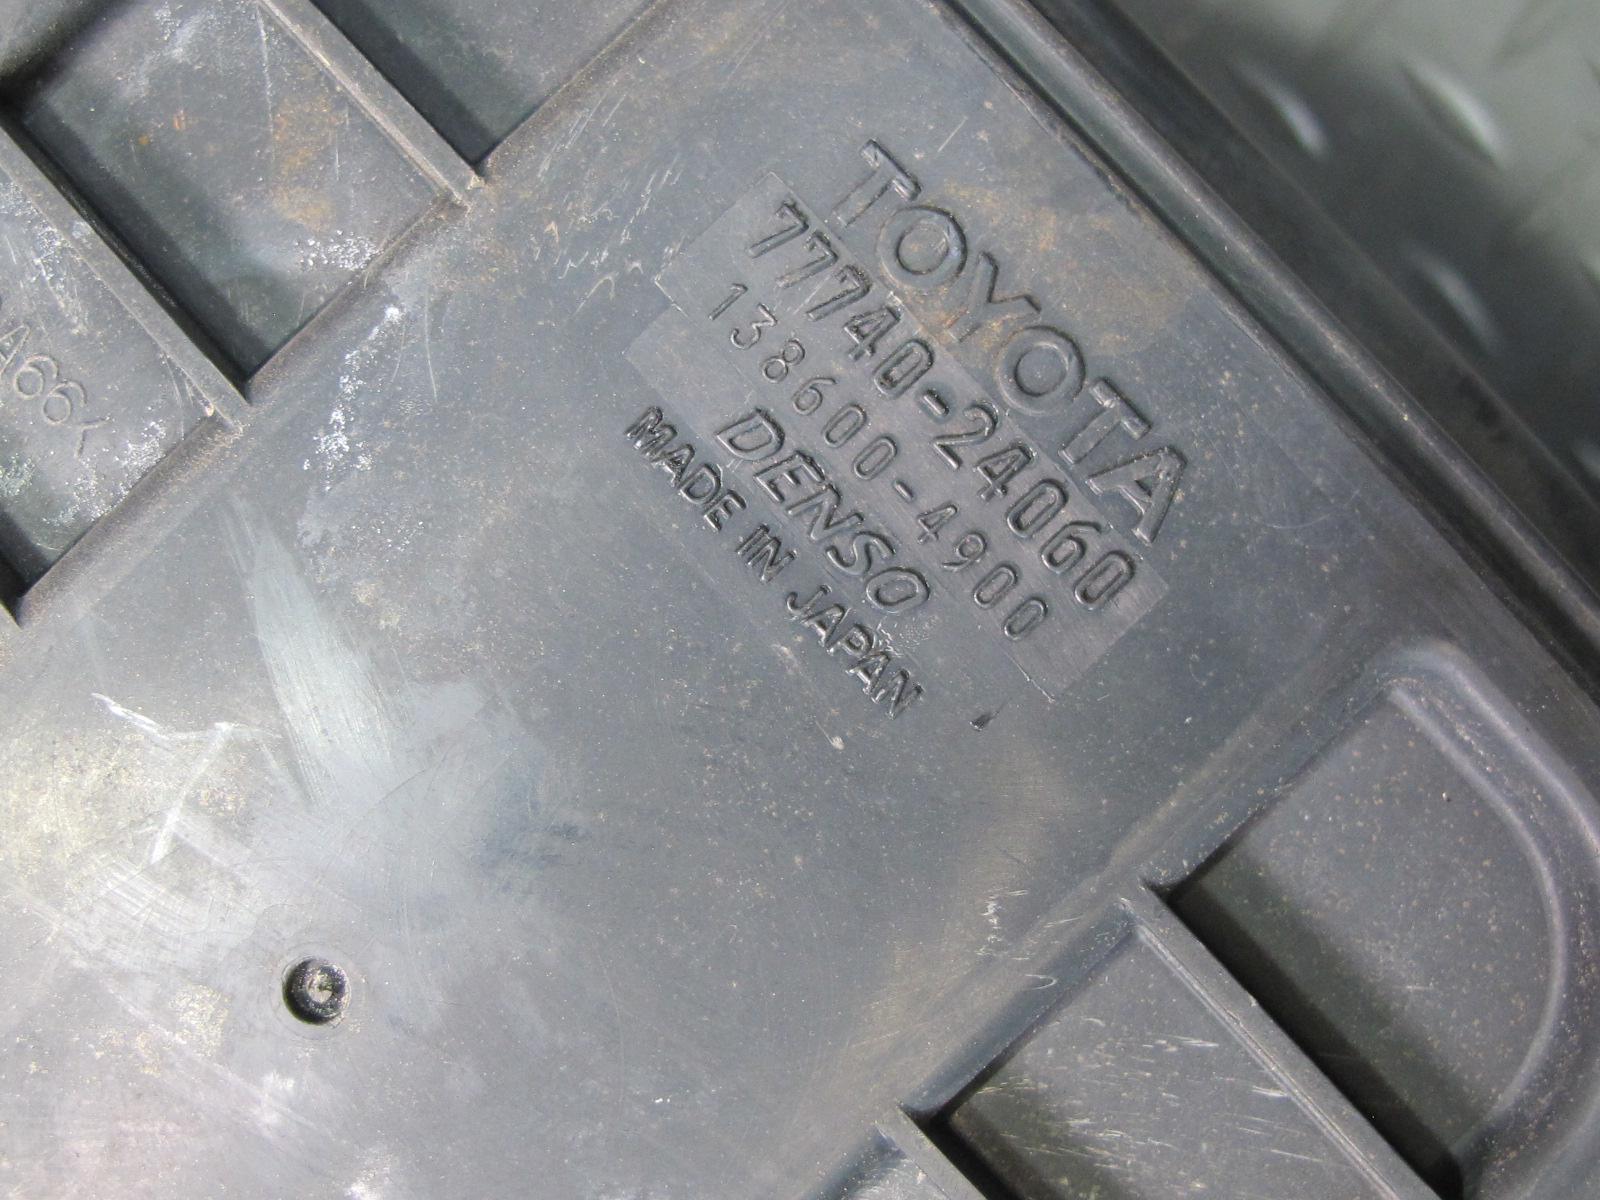 TOYOTA
77740-24060
138600-4900
DENSO
MADE IN JAPAN